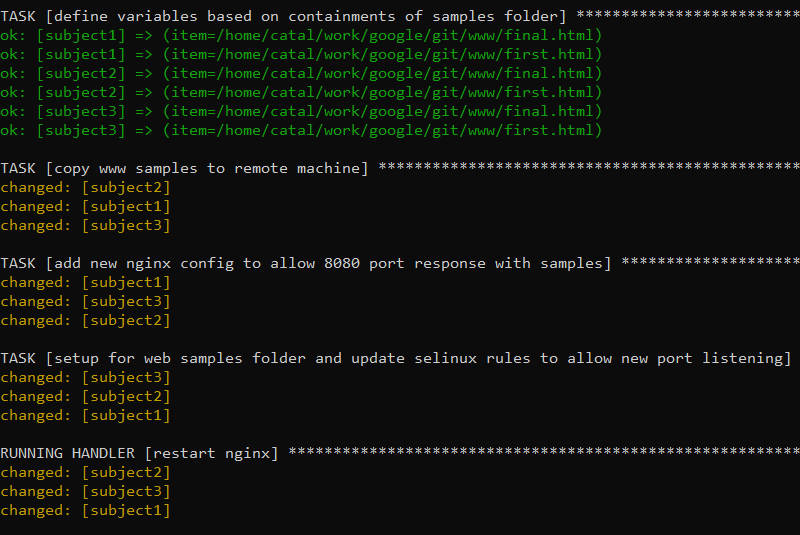 TASK [define variables based on containments of samples folder] *************************
ok: [subject1] => (item=/home/catal/work/google/git/www/final.html)
ok: [subject1] => (item=/home/catal/work/google/git/www/first.html)
ok: [subject2] => (item=/home/catal/work/google/git/www/final.html)
ok: [subject2] => (item=/home/catal/work/google/git/www/first.html)
ok: [subject3] => (item=/home/catal/work/google/git/www/final.html)
ok: [subject3] => (item=/home/catal/work/google/git/www/first.html)
TASK [copy www samples to remote machine] ***********************************************
changed: [subject2]
changed: [subject1]
changed: [subject3]
TASK [add new nginx config to allow 8080 port response with samples] ********************
changed: [subject1]
changed: [subject3]
changed: [subject2]
TASK [setup for web samples folder and update selinux rules to allow new port listening]
changed: [subject3]
changed: [subject2]
changed: [subject1]
RUNNING HANDLER [restart nginx] *********************************************************
changed: [subject2]
changed: [subject3]
changed: [subject1]